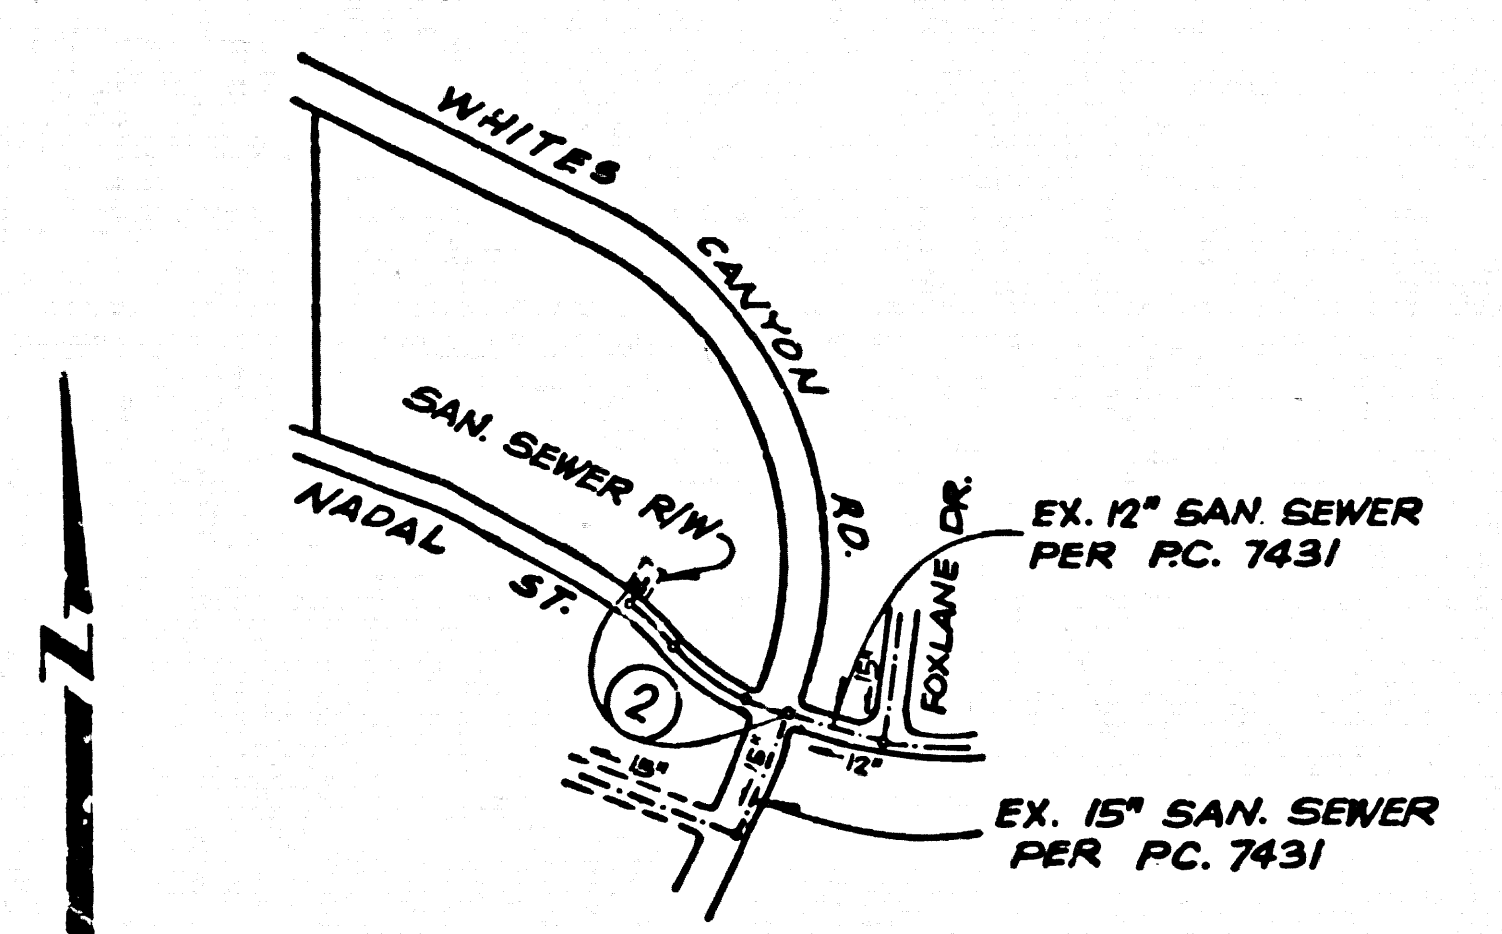 WHITES CANYON RD.
SAN. SEWER R/W
NADAL ST.
FOXLANE DR.
EX. 12" SAN. SEWER
PER P.C. 7431
15"
2
15"
15"
12"
EX. 15" SAN. SEWER
PER P.C. 7431
N